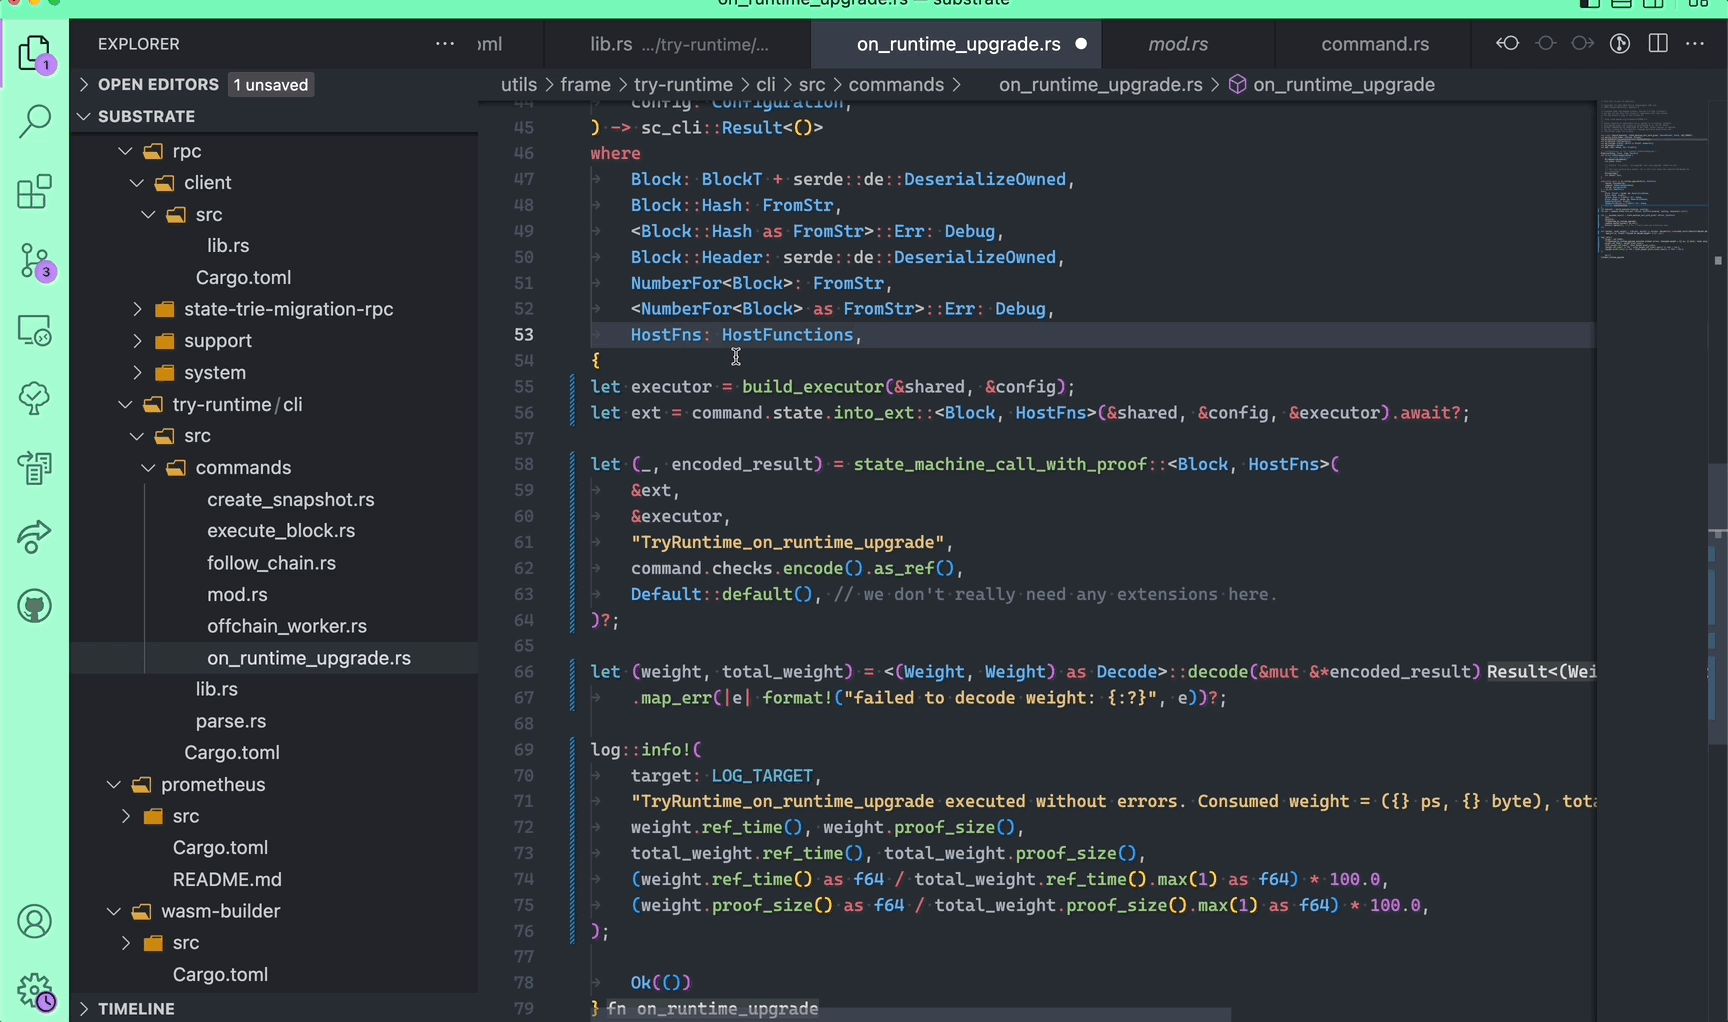 on_runtime_upgrade.rs — substrate
EXPLORER
oml
lib.rs .../try-runtime/...
on_runtime_upgrade.rs
mod.rs
command.rs
1
OPEN EDITORS 1 unsaved
utils > frame > try-runtime > cli > src > commands > on_runtime_upgrade.rs > on_runtime_upgrade
SUBSTRATE
rpc
client
src
lib.rs
Cargo.toml
state-trie-migration-rpc
support
system
try-runtime / cli
src
commands
create_snapshot.rs
execute_block.rs
follow_chain.rs
mod.rs
offchain_worker.rs
on_runtime_upgrade.rs
lib.rs
parse.rs
Cargo.toml
prometheus
src
Cargo.toml
README.md
wasm-builder
src
Cargo.toml
TIMELINE
3
44 config: Configuration,
45 ) -> sc_cli::Result<()>
46 where
47 Block: BlockT + serde::de::DeserializeOwned,
48 Block::Hash: FromStr,
49 <Block::Hash as FromStr>::Err: Debug,
50 Block::Header: serde::de::DeserializeOwned,
51 NumberFor<Block>: FromStr,
52 <NumberFor<Block> as FromStr>::Err: Debug,
53 HostFns: HostFunctions,
54 {
55 let executor = build_executor(&shared, &config);
56 let ext = command.state.into_ext::<Block, HostFns>(&shared, &config, &executor).await?;
57
58 let (_, encoded_result) = state_machine_call_with_proof::<Block, HostFns>(
59 &ext,
60 &executor,
61 "TryRuntime_on_runtime_upgrade",
62 command.checks.encode().as_ref(),
63 Default::default(), // we don't really need any extensions here.
64 )?;
65
66 let (weight, total_weight) = <(Weight, Weight) as Decode>::decode(&mut &*encoded_result) Result<(Wei
67 .map_err(|e| format!("failed to decode weight: {:?}", e))?;
68
69 log::info!(
70 target: LOG_TARGET,
71 "TryRuntime_on_runtime_upgrade executed without errors. Consumed weight = ({} ps, {} byte), tota
72 weight.ref_time(), weight.proof_size(),
73 total_weight.ref_time(), total_weight.proof_size(),
74 (weight.ref_time() as f64 / total_weight.ref_time().max(1) as f64) * 100.0,
75 (weight.proof_size() as f64 / total_weight.proof_size().max(1) as f64) * 100.0,
76 );
77
78 Ok(())
79 } fn on_runtime_upgrade